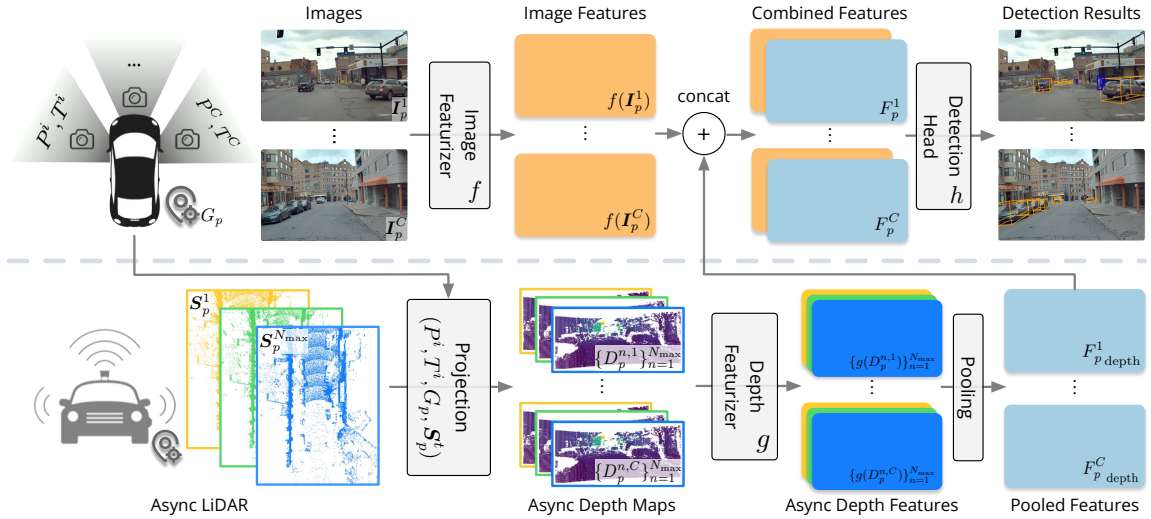 Images
Image Features
Combined Features
Detection Results
...
P^i, T^i
P^C, T^C
G_p
I_p^1
⋮
I_p^C
Image
Featurizer
f
f(I_p^1)
⋮
f(I_p^C)
concat
+
F_p^1
⋮
F_p^C
Detection
Head
h
⋮
S_p^1
S_p^{N_max}
Projection
(P^i, T^i, G_p, S_p^t)
{D_p^{n,1}}_{n=1}^{N_max}
⋮
{D_p^{n,C}}_{n=1}^{N_max}
Depth
Featurizer
g
{g(D_p^{n,1})}_{n=1}^{N_max}
⋮
{g(D_p^{n,C})}_{n=1}^{N_max}
Pooling
F_p^1 depth
⋮
F_p^C depth
Async LiDAR
Async Depth Maps
Async Depth Features
Pooled Features